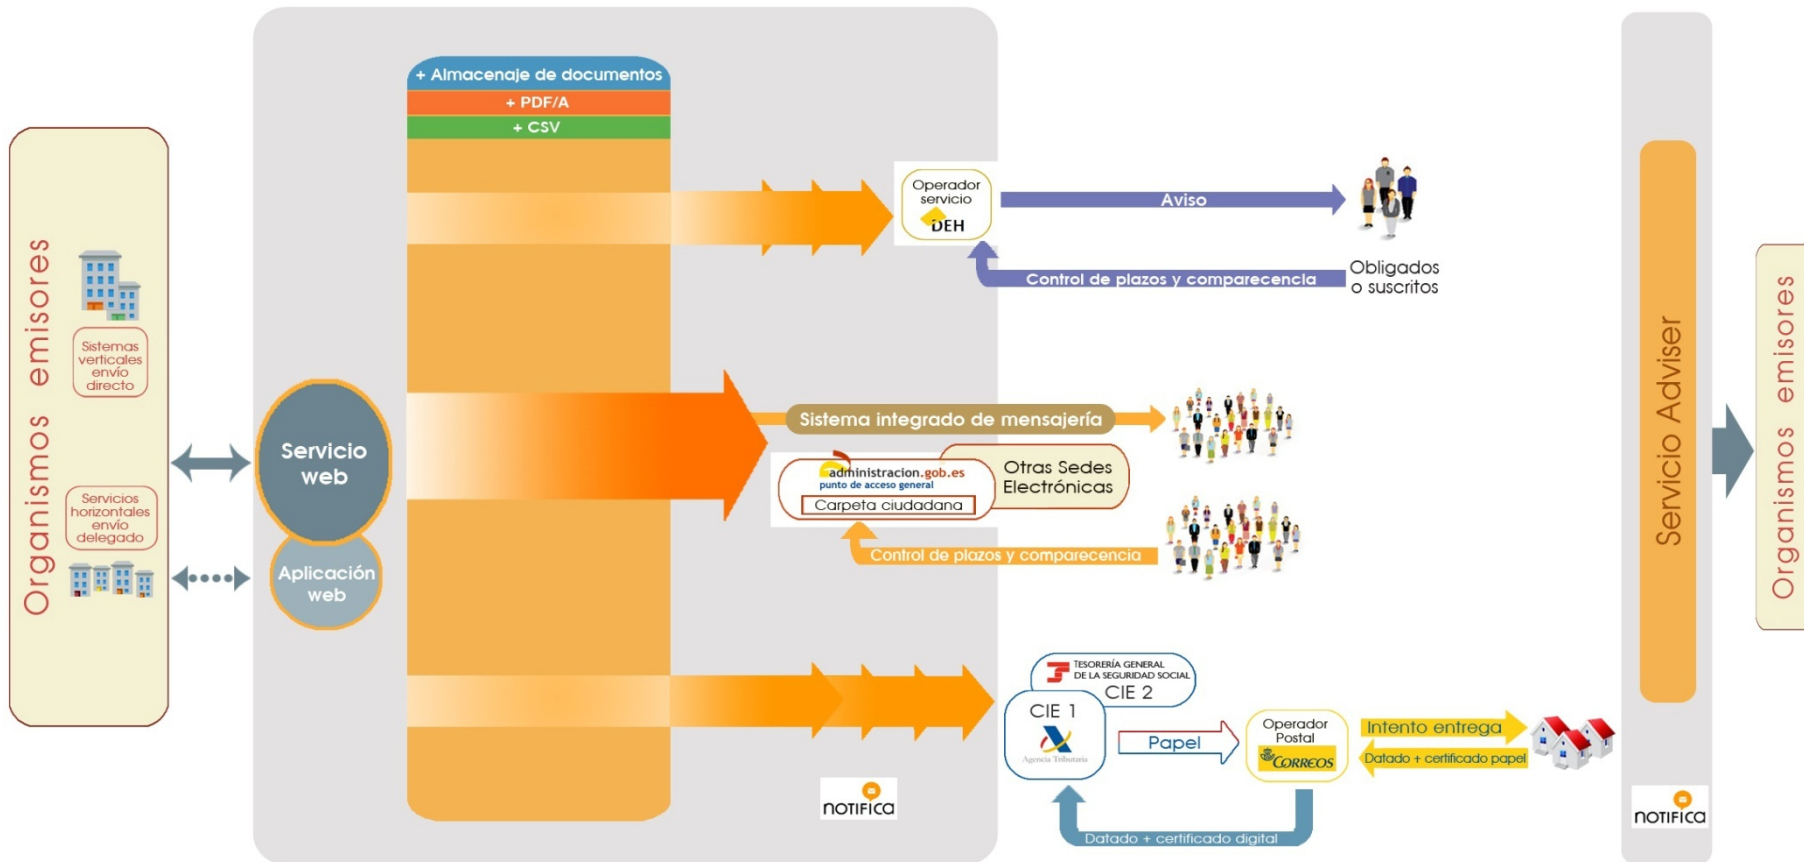 Organismos emisores
Sistemas
verticales
envío
directo
Servicios
horizontales
envío
delegado
Servicio
web
Aplicación
web
+ Almacenaje de documentos
+ PDF/A
+ CSV
Operador
servicio
DEH
Aviso
Control de plazos y comparecencia
Obligados
o suscritos
Sistema integrado de mensajería
administracion.gob.es
punto de acceso general
Carpeta ciudadana
Otras Sedes
Electrónicas
Control de plazos y comparecencia
TESORERÍA GENERAL
DE LA SEGURIDAD SOCIAL
CIE 2
CIE 1
Agencia Tributaria
Papel
Operador
Postal
CORREOS
Intento entrega
Datado + certificado papel
Datado + certificado digital
notifica
Servicio Adviser
notifica
Organismos emisores